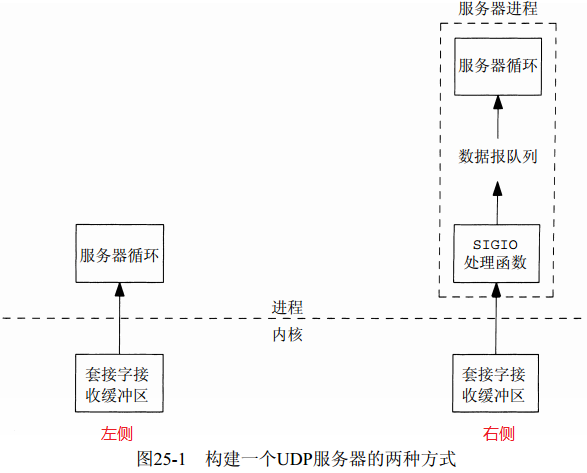 服务器进程
服务器循环
数据报队列
服务器循环
SIGIO
处理函数
进程
内核
套接字接
收缓冲区
套接字接
收缓冲区
左侧
右侧
图25-1 构建一个UDP服务器的两种方式